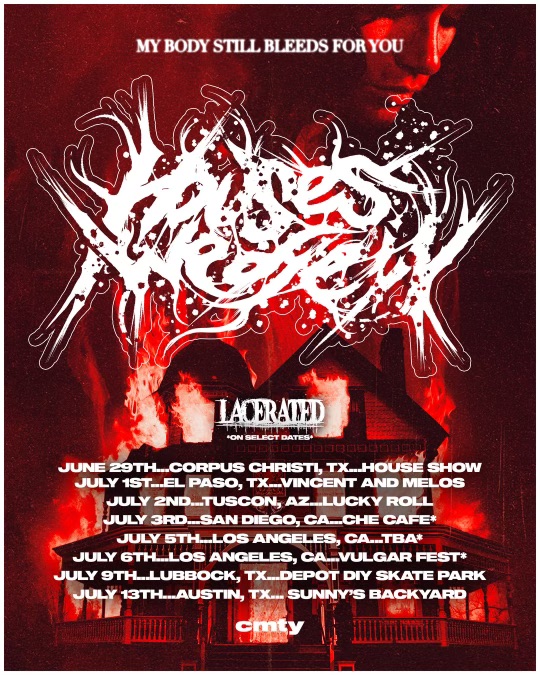 MY BODY STILL BLEEDS FOR YOU
Houses
We
LACERATED
*ON SELECT DATES*
JUNE 29TH...CORPUS CHRISTI, TX...HOUSE SHOW
JULY 1ST...EL PASO, TX...VINCENT AND MELOS
JULY 2ND...TUSCON, AZ...LUCKY ROLL
JULY 3RD...SAN DIEGO, CA...CHE CAFE*
JULY 5TH...LOS ANGELES, CA...TBA*
JULY 6TH...LOS ANGELES, CA...VULGAR FEST*
JULY 9TH...LUBBOCK, TX...DEPOT DIY SKATE PARK
JULY 13TH...AUSTIN, TX... SUNNY'S BACKYARD
cmty